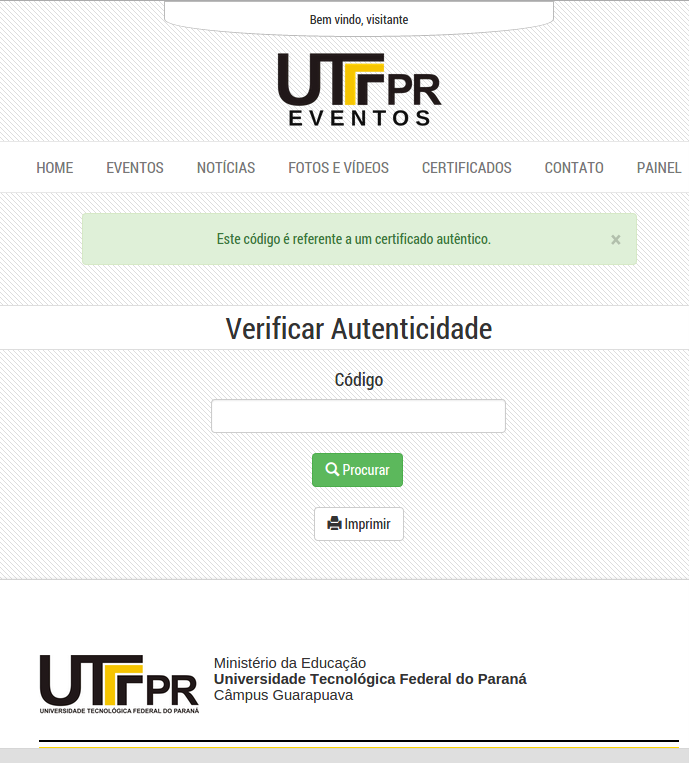 Bem vindo, visitante
UTFPR
EVENTOS
HOME EVENTOS NOTÍCIAS FOTOS E VÍDEOS CERTIFICADOS CONTATO PAINEL
Este código é referente a um certificado autêntico. ×
Verificar Autenticidade
Código
Procurar
Imprimir
UTFPR
UNIVERSIDADE TECNOLÓGICA FEDERAL DO PARANÁ
Ministério da Educação
Universidade Tecnológica Federal do Paraná
Câmpus Guarapuava